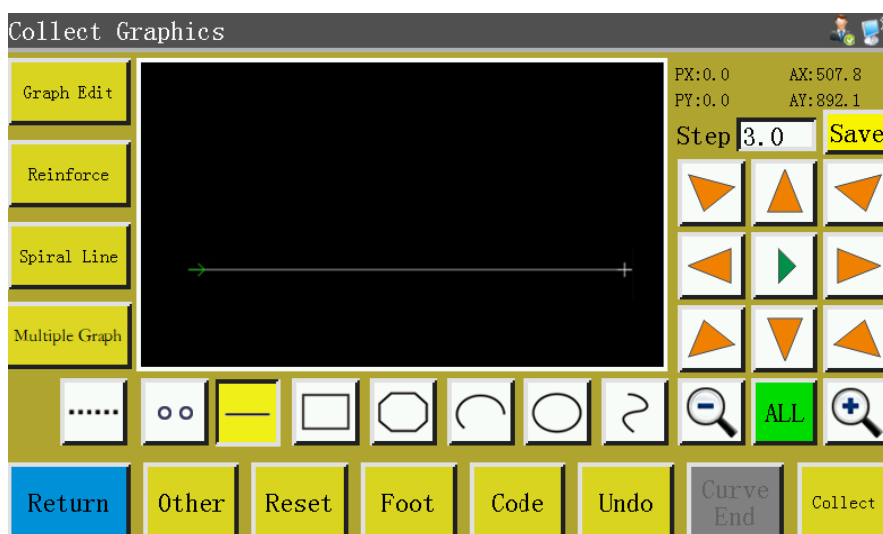 Collect Graphics
Graph Edit
PX:0.0 AX:507.8
PY:0.0 AY:892.1
Step 3.0 Save
Reinforce
Spiral Line
Multiple Graph
ALL
Return Other Reset Foot Code Undo Curve End Collect